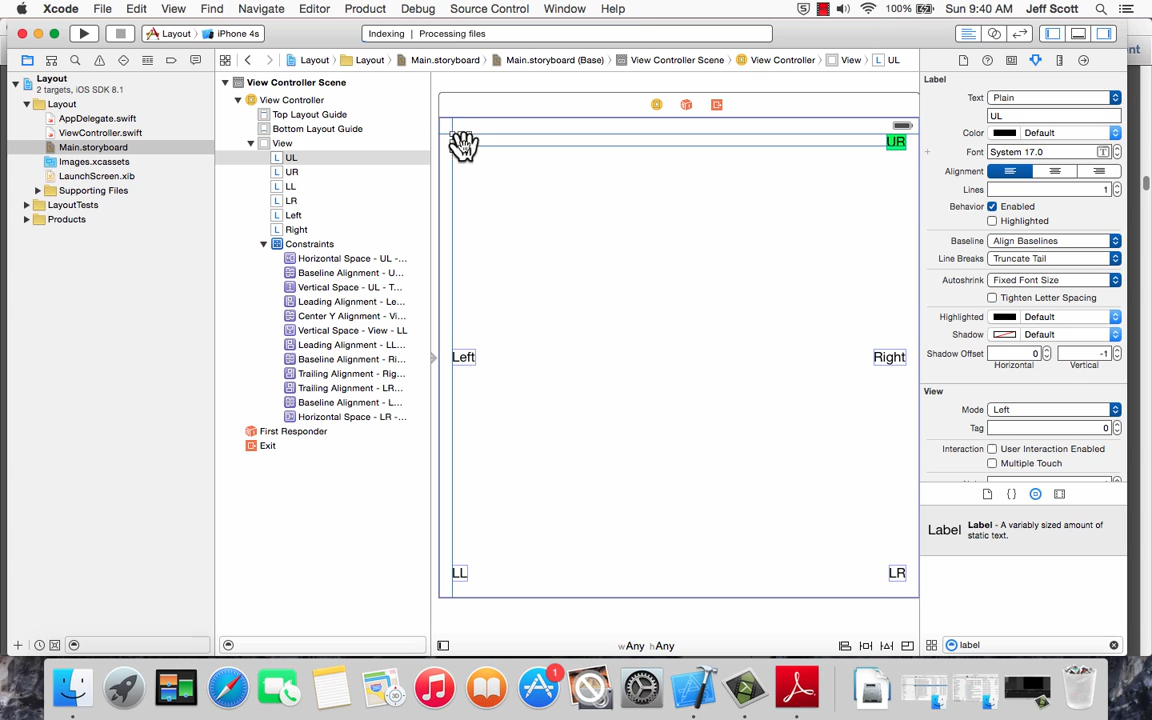 Xcode File Edit View Find Navigate Editor Product Debug Source Control Window Help 100% Sun 9:40 AM Jeff Scott
Layout iPhone 4s Indexing | Processing files
Layout Layout Main.storyboard Main.storyboard (Base) View Controller Scene View Controller View L UL
Layout
2 targets, iOS SDK 8.1
Layout
AppDelegate.swift
ViewController.swift
Main.storyboard
Images.xcassets
LaunchScreen.xib
Supporting Files
LayoutTests
Products
View Controller Scene
View Controller
Top Layout Guide
Bottom Layout Guide
View
L UL
L UR
L LL
L LR
L Left
L Right
Constraints
Horizontal Space - UL -...
Baseline Alignment - U...
Vertical Space - UL - T...
Leading Alignment - Le...
Center Y Alignment - Vi...
Vertical Space - View - LL
Leading Alignment - LL...
Baseline Alignment - Ri...
Trailing Alignment - Rig...
Trailing Alignment - LR...
Baseline Alignment - L...
Horizontal Space - LR -...
First Responder
Exit
UR
Left Right
LL LR
wAny hAny
Label
Text Plain
UL
Color Default
Font System 17.0
Alignment
Lines 1
Behavior Enabled
Highlighted
Baseline Align Baselines
Line Breaks Truncate Tail
Autoshrink Fixed Font Size
Tighten Letter Spacing
Highlighted Default
Shadow Default
Shadow Offset 0 -1
Horizontal Vertical
View
Mode Left
Tag 0
Interaction User Interaction Enabled
Multiple Touch
Label Label - A variably sized amount of
static text.
label
1